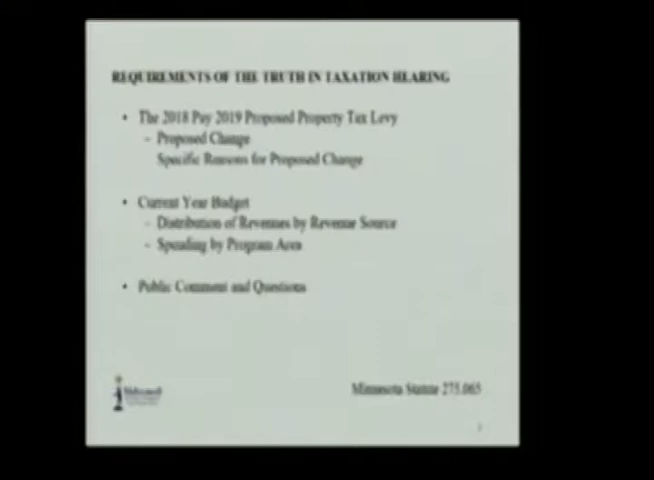 REQUIREMENTS OF THE TRUTH IN TAXATION HEARING
• The 2018 Pay 2019 Proposed Property Tax Levy
- Proposed Change
Specific Reasons for Proposed Change
• Current Year Budget
- Distribution of Revenues by Revenue Source
- Spending by Program Area
• Public Comment and Questions
Minnesota Statute 275.065